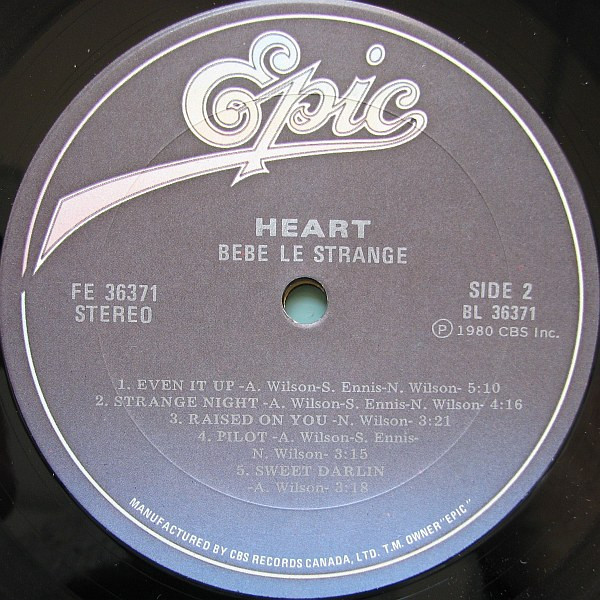 Epic
HEART
BEBE LE STRANGE
FE 36371
STEREO
SIDE 2
BL 36371
℗ 1980 CBS Inc.
1. EVEN IT UP -A. Wilson-S. Ennis-N. Wilson- 5:10
2. STRANGE NIGHT -A. Wilson-S. Ennis-N. Wilson- 4:16
3. RAISED ON YOU -N. Wilson- 3:21
4. PILOT -A. Wilson-S. Ennis-
N. Wilson- 3:15
5. SWEET DARLIN
-A. Wilson- 3:18
MANUFACTURED BY CBS RECORDS CANADA, LTD. T.M. OWNER "EPIC"